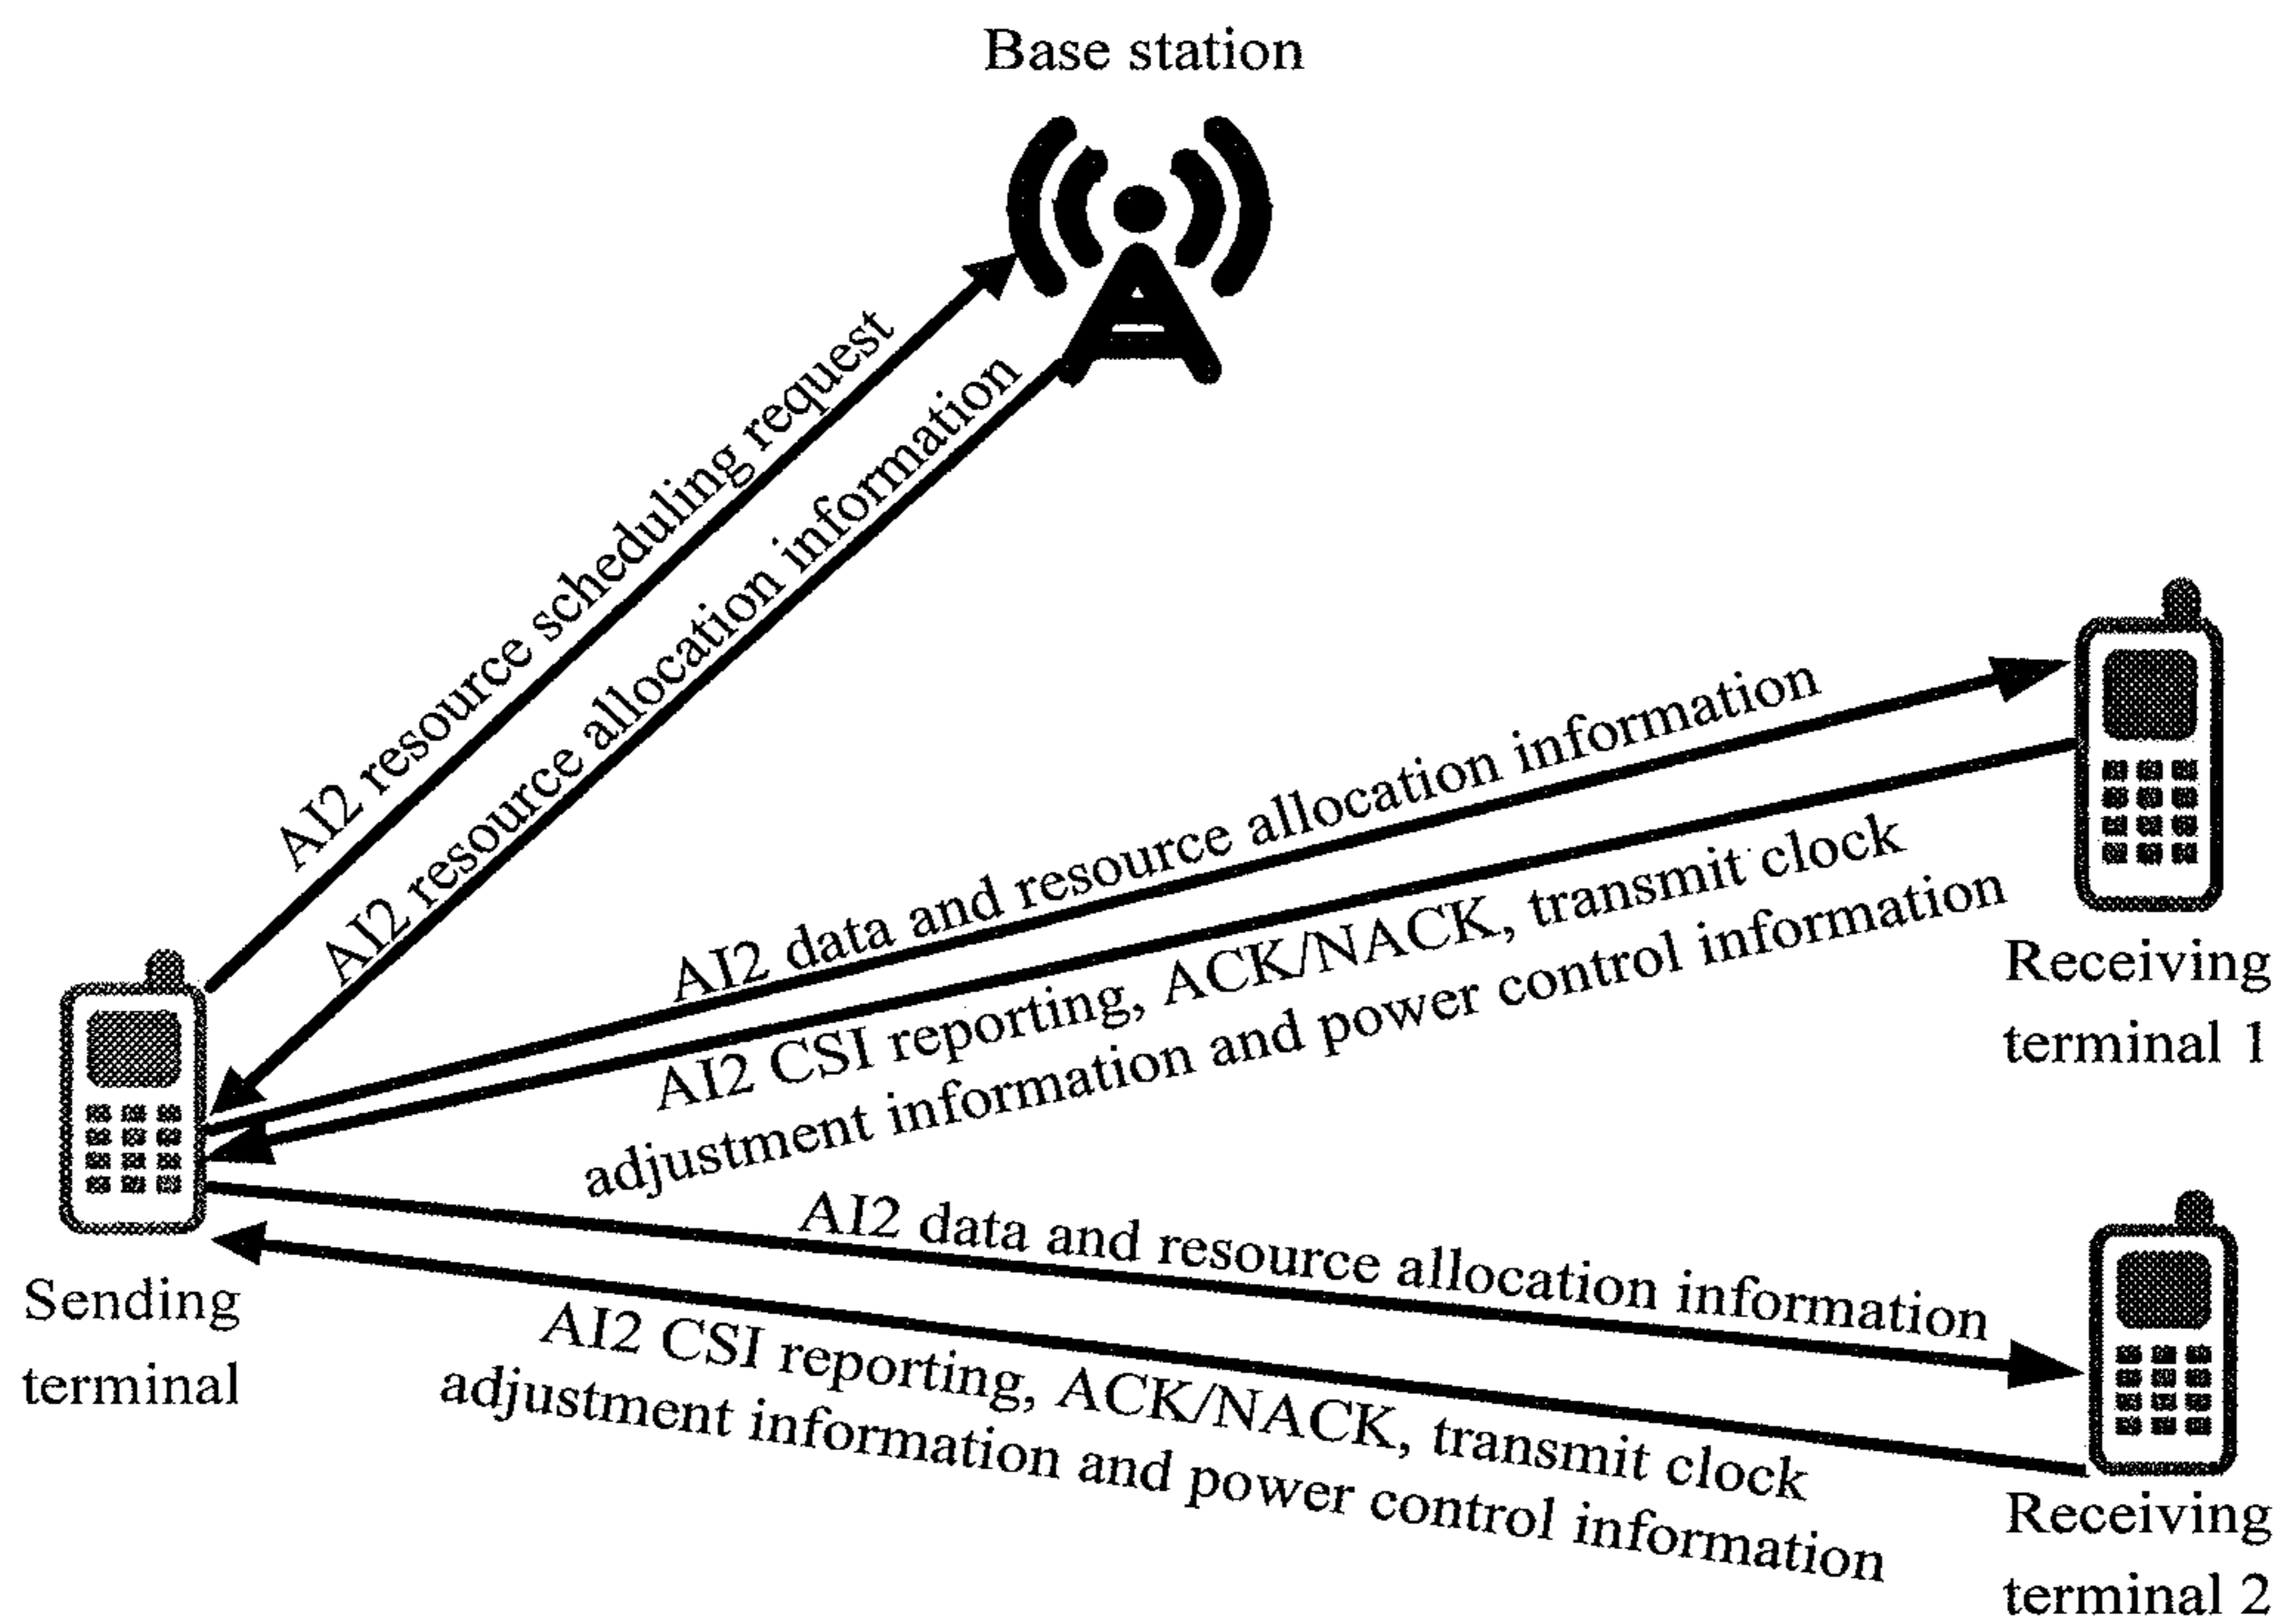 Base station
AI2 resource scheduling request
AI2 resource allocation information
AI2 data and resource allocation information
AI2 CSI reporting, ACK/NACK, transmit clock
adjustment information and power control information
Receiving
terminal 1
AI2 data and resource allocation information
Sending
terminal
AI2 CSI reporting, ACK/NACK, transmit clock
adjustment information and power control information
Receiving
terminal 2